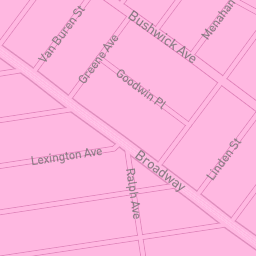 Van Buren St
Bushwick Ave
Menahan
Greene Ave
Goodwin Pl
Lexington Ave
Broadway
Linden St
Ralph Ave